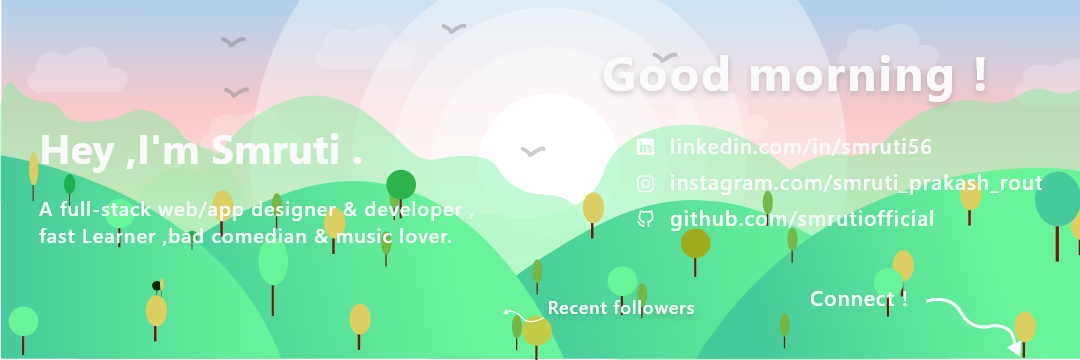 Good morning !
Hey ,I'm Smruti .
A full-stack web/app designer & developer ,
fast Learner ,bad comedian & music lover.
linkedin.com/in/smruti56
instagram.com/smruti_prakash_rout
github.com/smrutiofficial
Connect !
Recent followers